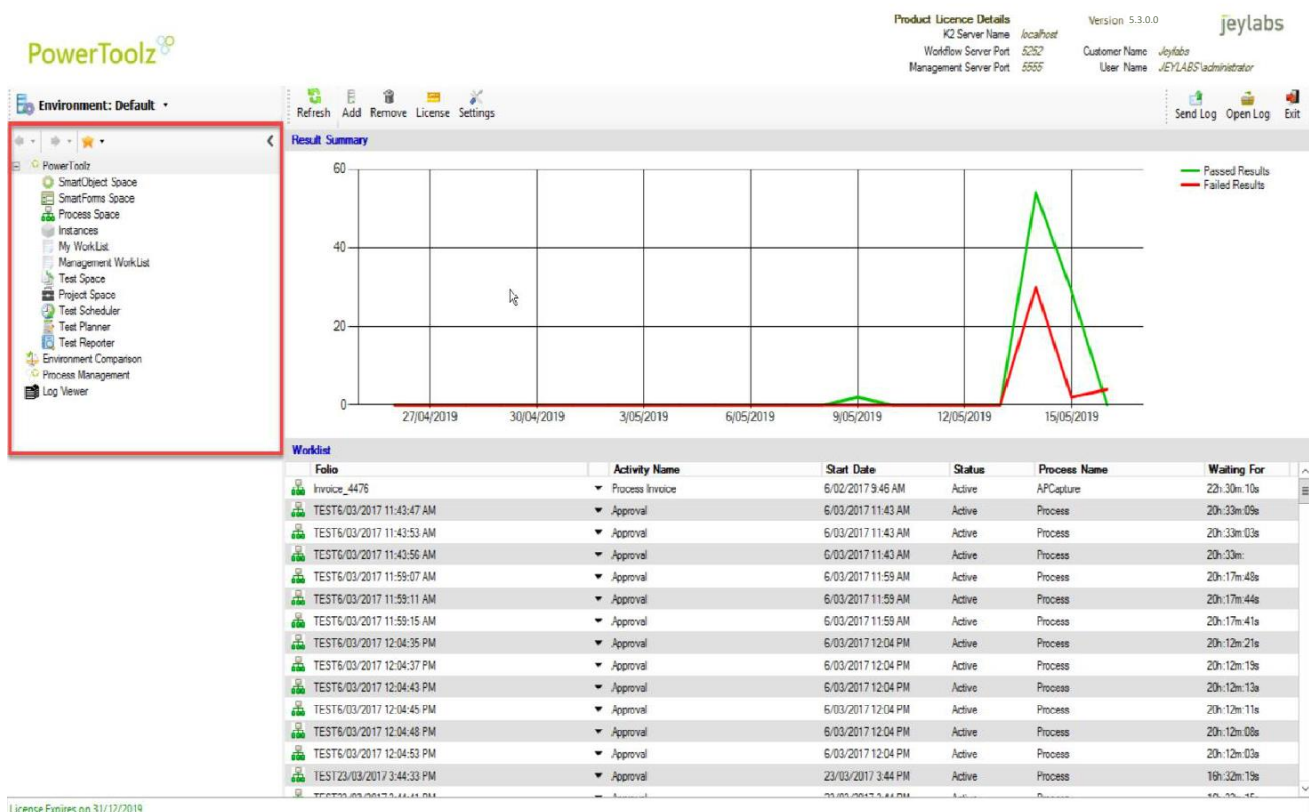 PowerToolz
Product Licence Details
K2 Server Name localhost
Workflow Server Port 5252
Management Server Port 5555
Version 5.3.0.0
Customer Name Jeylabs
User Name JEYLABS\administrator
jeylabs
Environment: Default
Refresh Add Remove License Settings
Send Log Open Log Exit
PowerToolz
SmartObject Space
SmartForms Space
Process Space
Instances
My WorkList
Management WorkList
Test Space
Project Space
Test Scheduler
Test Planner
Test Reporter
Environment Comparison
Process Management
Log Viewer
Result Summary
60
40
20
0
27/04/2019 30/04/2019 3/05/2019 6/05/2019 9/05/2019 12/05/2019 15/05/2019
Passed Results
Failed Results
Worklist
Folio Activity Name Start Date Status Process Name Waiting For
Invoice_4476 Process Invoice 6/02/2017 9:46 AM Active APCapture 22h:30m:10s
TEST6/03/2017 11:43:47 AM Approval 6/03/2017 11:43 AM Active Process 20h:33m:09s
TEST6/03/2017 11:43:53 AM Approval 6/03/2017 11:43 AM Active Process 20h:33m:03s
TEST6/03/2017 11:43:56 AM Approval 6/03/2017 11:43 AM Active Process 20h:33m:
TEST6/03/2017 11:59:07 AM Approval 6/03/2017 11:59 AM Active Process 20h:17m:48s
TEST6/03/2017 11:59:11 AM Approval 6/03/2017 11:59 AM Active Process 20h:17m:44s
TEST6/03/2017 11:59:15 AM Approval 6/03/2017 11:59 AM Active Process 20h:17m:41s
TEST6/03/2017 12:04:35 PM Approval 6/03/2017 12:04 PM Active Process 20h:12m:21s
TEST6/03/2017 12:04:37 PM Approval 6/03/2017 12:04 PM Active Process 20h:12m:19s
TEST6/03/2017 12:04:43 PM Approval 6/03/2017 12:04 PM Active Process 20h:12m:13s
TEST6/03/2017 12:04:45 PM Approval 6/03/2017 12:04 PM Active Process 20h:12m:11s
TEST6/03/2017 12:04:48 PM Approval 6/03/2017 12:04 PM Active Process 20h:12m:08s
TEST6/03/2017 12:04:53 PM Approval 6/03/2017 12:04 PM Active Process 20h:12m:03s
TEST23/03/2017 3:44:33 PM Approval 23/03/2017 3:44 PM Active Process 16h:32m:19s
License Expires on 31/12/2019